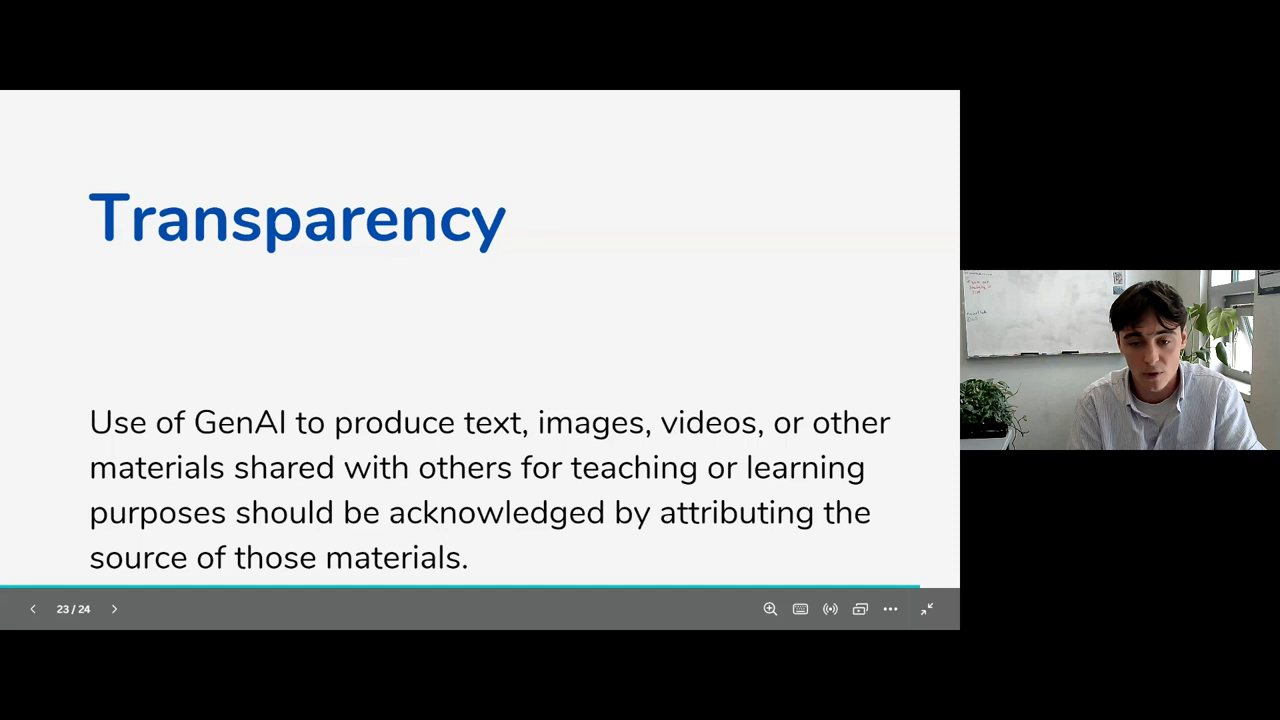 Transparency
Use of GenAI to produce text, images, videos, or other
materials shared with others for teaching or learning
purposes should be acknowledged by attributing the
source of those materials.
23 / 24